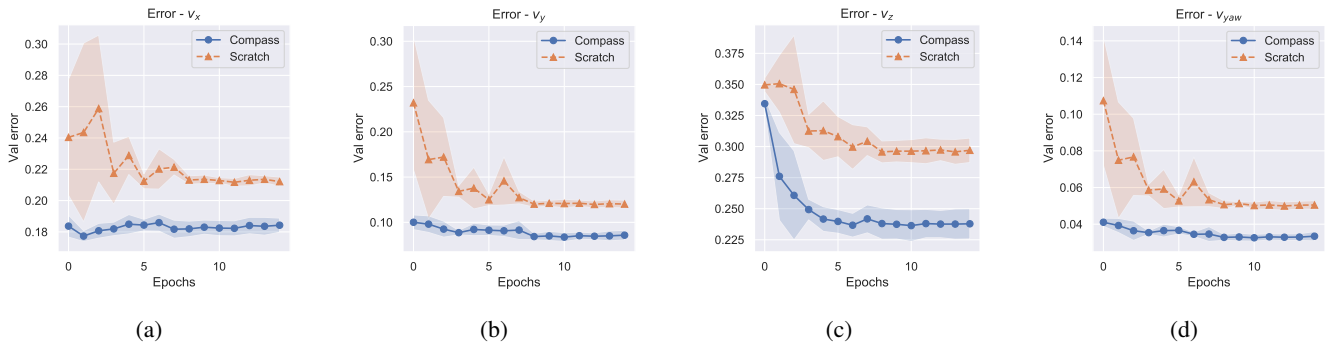 Error - v_x
0.30
0.28
0.26
0.24
0.22
0.20
0.18
Val error
0 5 10
Epochs
Compass
Scratch
(a)
Error - v_y
0.30
0.25
0.20
0.15
0.10
Val error
0 5 10
Epochs
Compass
Scratch
(b)
Error - v_z
0.375
0.350
0.325
0.300
0.275
0.250
0.225
Val error
0 5 10
Epochs
Compass
Scratch
(c)
Error - v_yaw
0.14
0.12
0.10
0.08
0.06
0.04
Val error
0 5 10
Epochs
Compass
Scratch
(d)